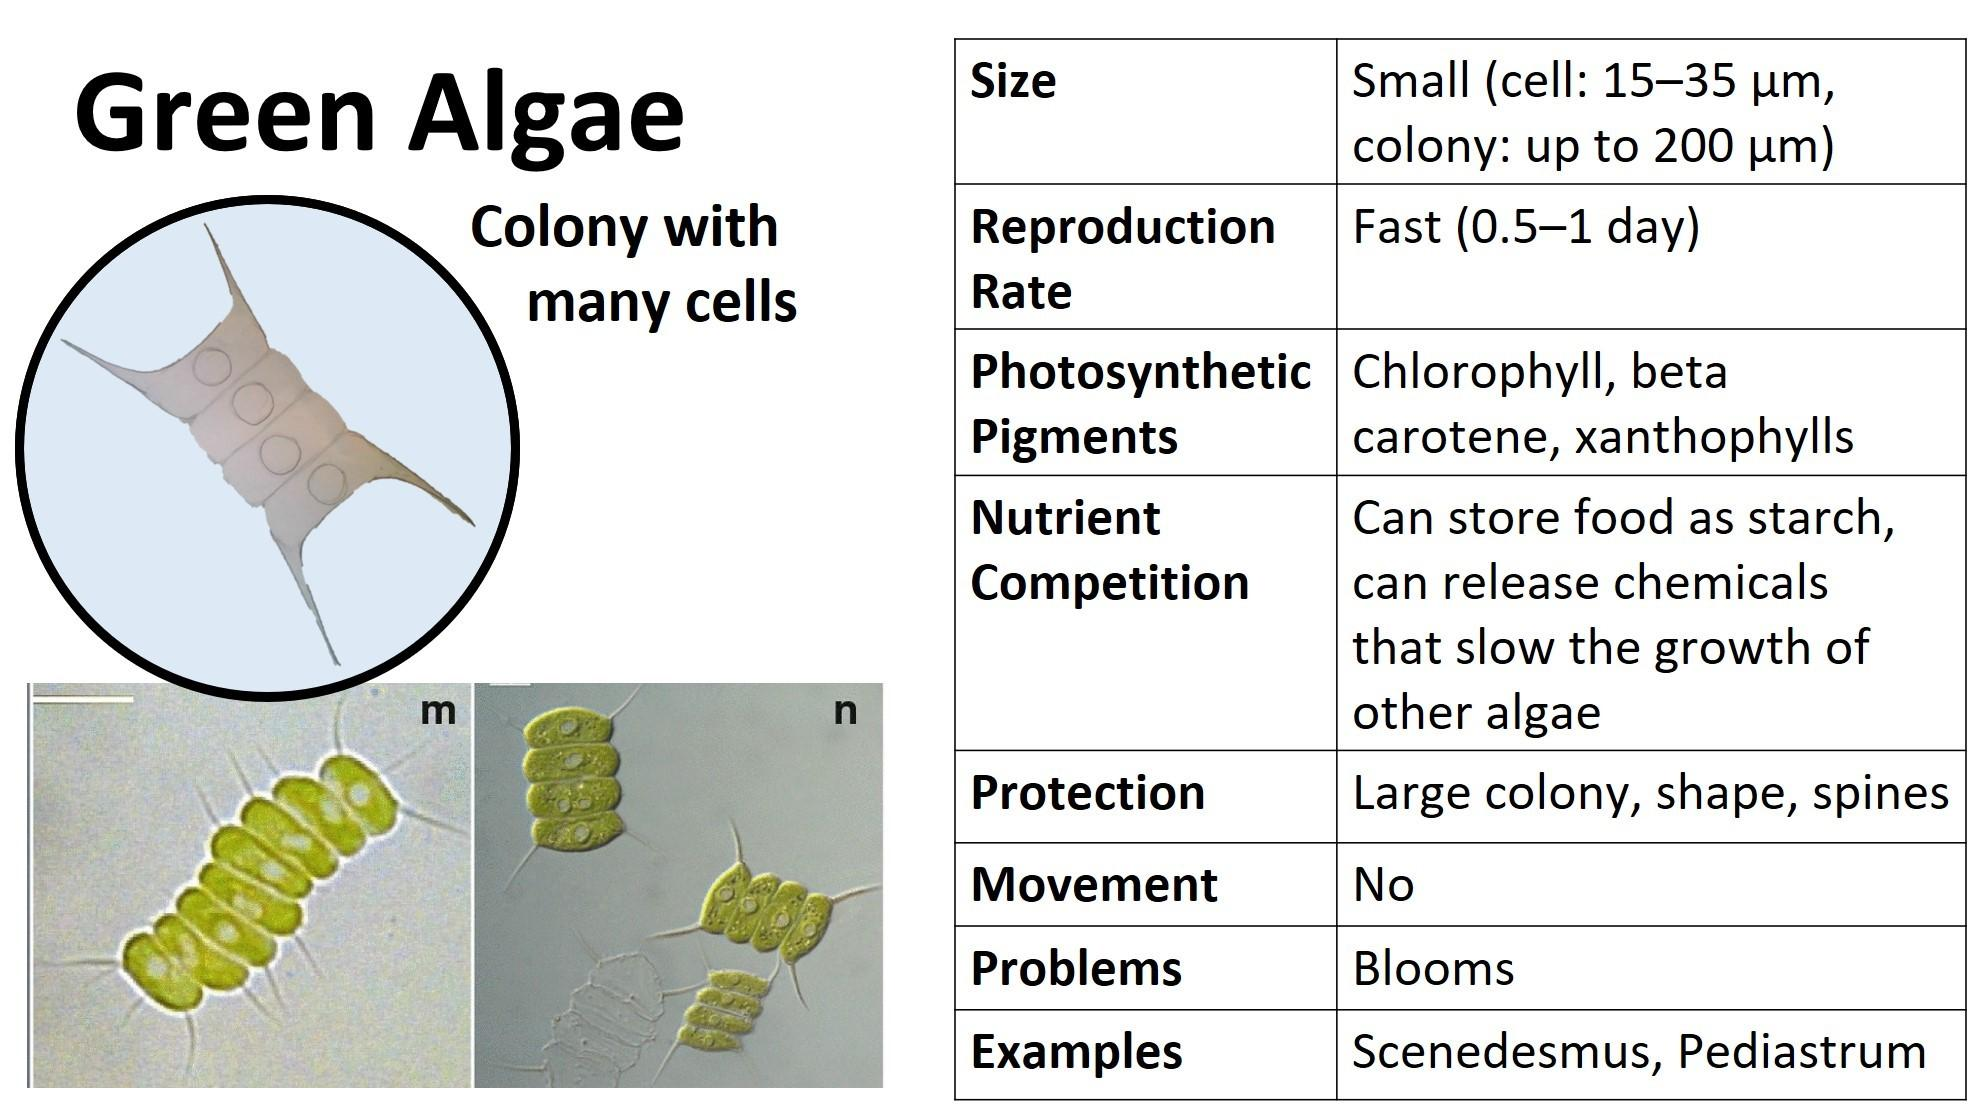 Green Algae
Colony with
many cells
m
n
Size
Small (cell: 15–35 µm,
colony: up to 200 µm)
Reproduction
Rate
Fast (0.5–1 day)
Photosynthetic
Pigments
Chlorophyll, beta
carotene, xanthophylls
Nutrient
Competition
Can store food as starch,
can release chemicals
that slow the growth of
other algae
Protection
Large colony, shape, spines
Movement
No
Problems
Blooms
Examples
Scenedesmus, Pediastrum